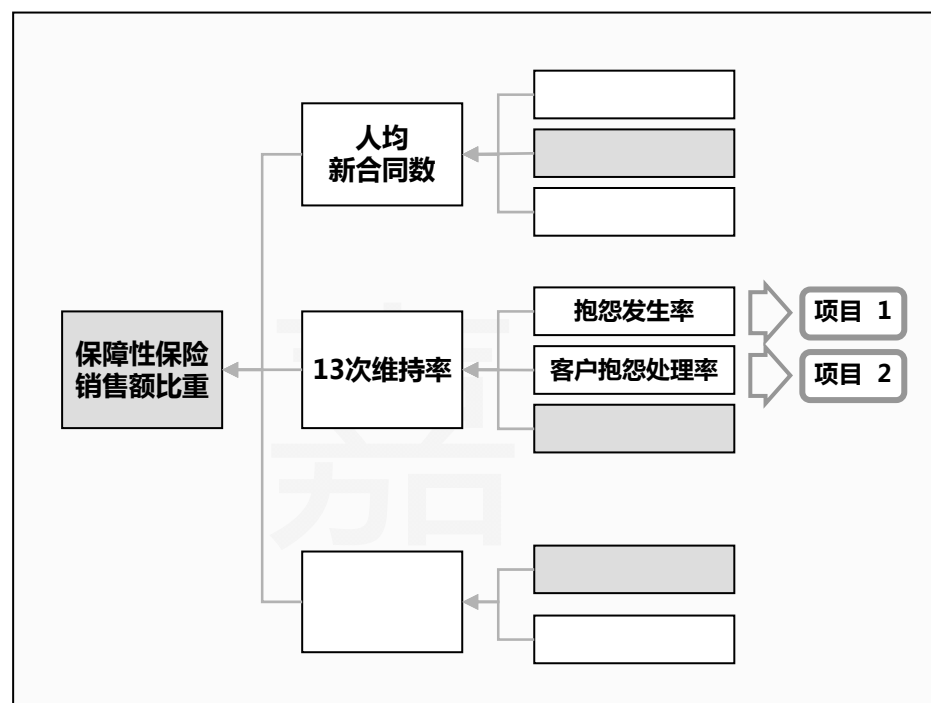 人均
新合同数
保障性保险
销售额比重
13次维持率
抱怨发生率
客户抱怨处理率
项目 1
项目 2
嘉